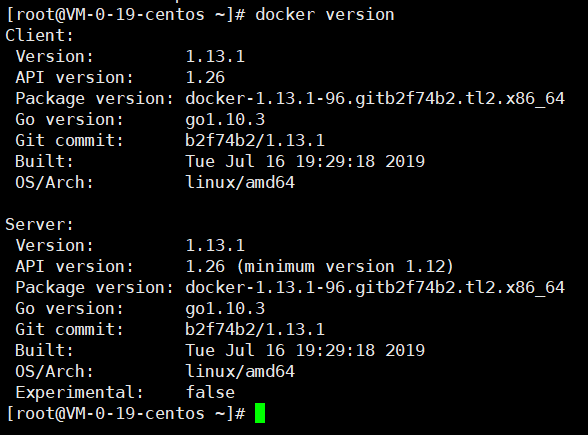 [root@VM-0-19-centos ~]# docker version
Client:
 Version:         1.13.1
 API version:     1.26
 Package version: docker-1.13.1-96.gitb2f74b2.tl2.x86_64
 Go version:      go1.10.3
 Git commit:      b2f74b2/1.13.1
 Built:           Tue Jul 16 19:29:18 2019
 OS/Arch:         linux/amd64

Server:
 Version:         1.13.1
 API version:     1.26 (minimum version 1.12)
 Package version: docker-1.13.1-96.gitb2f74b2.tl2.x86_64
 Go version:      go1.10.3
 Git commit:      b2f74b2/1.13.1
 Built:           Tue Jul 16 19:29:18 2019
 OS/Arch:         linux/amd64
 Experimental:    false
[root@VM-0-19-centos ~]#